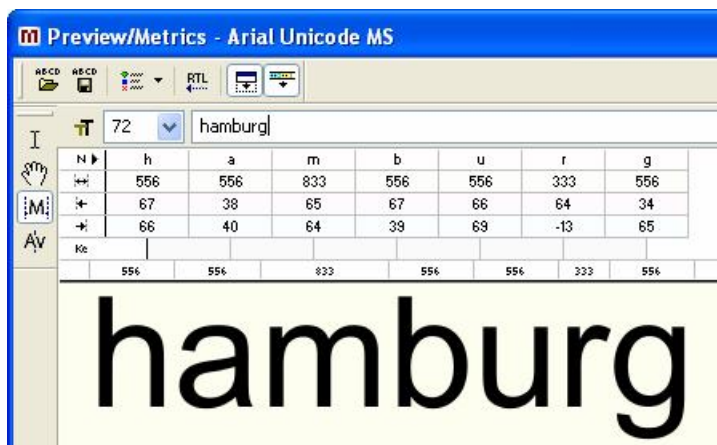 Preview/Metrics - Arial Unicode MS
ABCD ABCD RTL
72 hamburg
N h a m b u r g
556 556 833 556 556 333 556
67 38 65 67 66 64 34
66 40 64 39 69 -13 65
Ke
556 556 833 556 556 333 556
hamburg